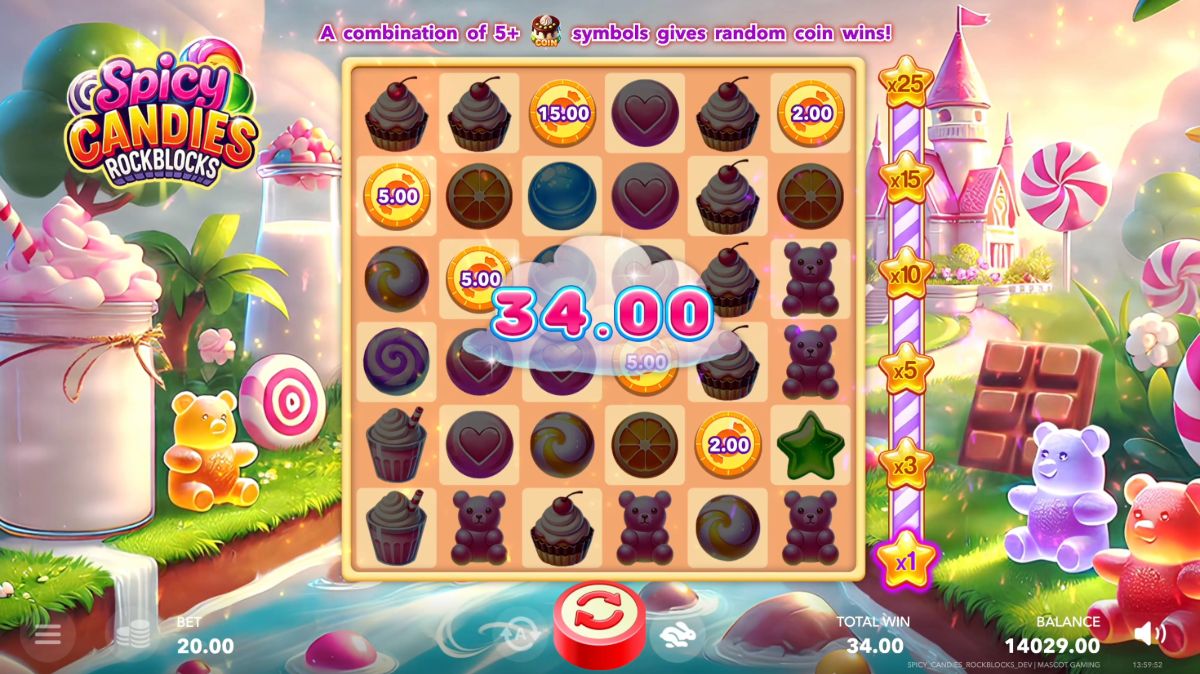 A combination of 5+ COIN symbols gives random coin wins!
Spicy
CANDIES
ROCKBLOCKS
15.00
2.00
5.00
5.00
34.00
5.00
2.00
x25
x15
x10
x5
x3
x1
BET
20.00
A
TOTAL WIN
34.00
BALANCE
14029.00
SPICY_CANDIES_ROCKBLOCKS_DEV | MASCOT GAMING
13:59:52